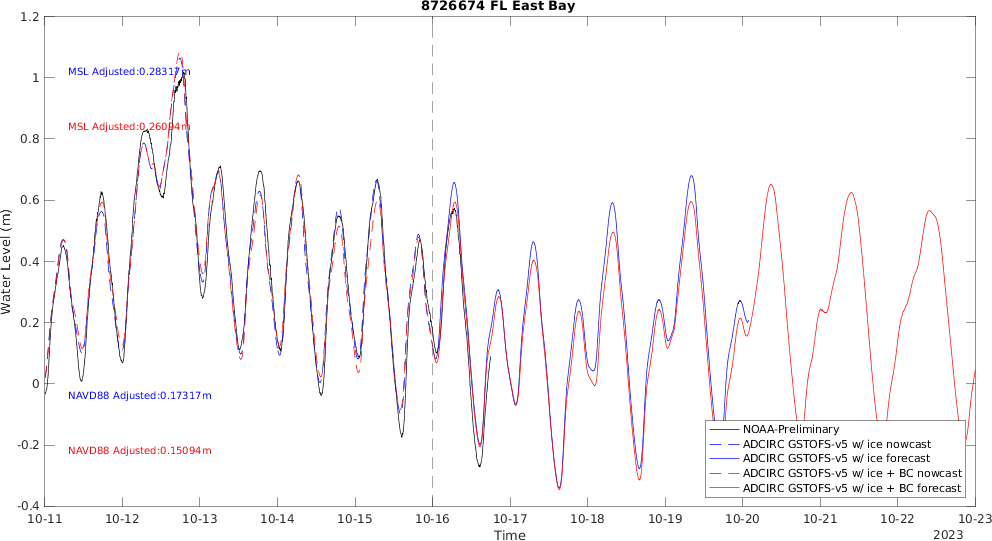 8726674 FL East Bay
1.2
1
0.8
0.6
0.4
0.2
0
-0.2
-0.4
Water Level (m)
MSL Adjusted:0.28317m
MSL Adjusted:0.26094m
NAVD88 Adjusted:0.17317m
NAVD88 Adjusted:0.15094m
NOAA-Preliminary
ADCIRC GSTOFS-v5 w/ ice nowcast
ADCIRC GSTOFS-v5 w/ ice forecast
ADCIRC GSTOFS-v5 w/ice + BC nowcast
ADCIRC GSTOFS-v5 w/ice + BC forecast
10-11 10-12 10-13 10-14 10-15 10-16 10-17 10-18 10-19 10-20 10-21 10-22 10-23
Time
2023